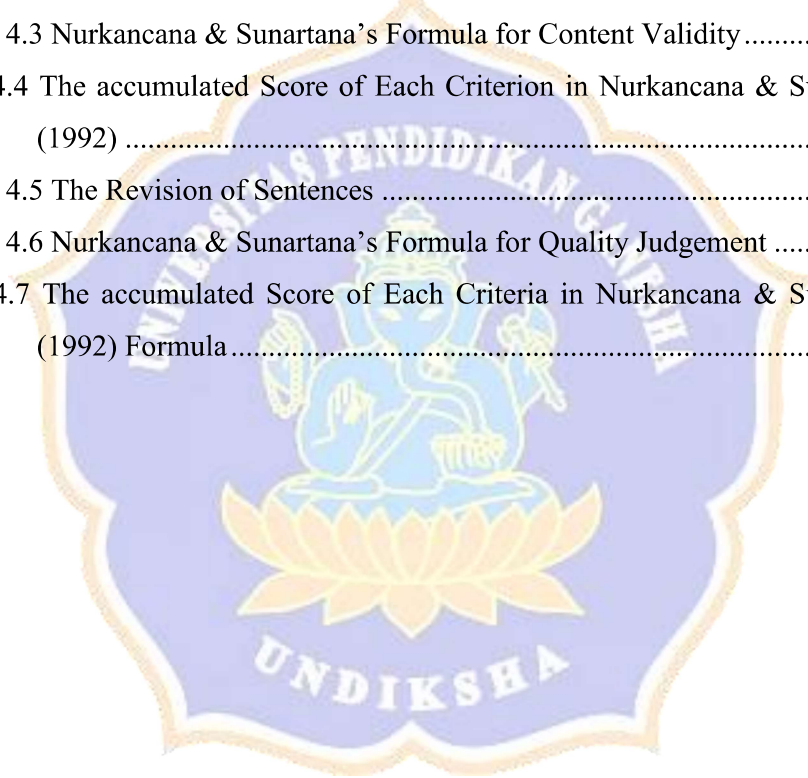 4.3 Nurkancana & Sunartana’s Formula for Content Validity..........
4.4 The accumulated Score of Each Criterion in Nurkancana &
(1992) ..........................................................................................
4.5 The Revision of Sentences ..........................................................
4.6 Nurkancana & Sunartana’s Formula for Quality Judgement .....
4.7 The accumulated Score of Each Criteria in Nurkancana &
(1992) Formula..............................................................................
UNIVERSITAS PENDIDIKAN GANESHA
UNDIKSHA